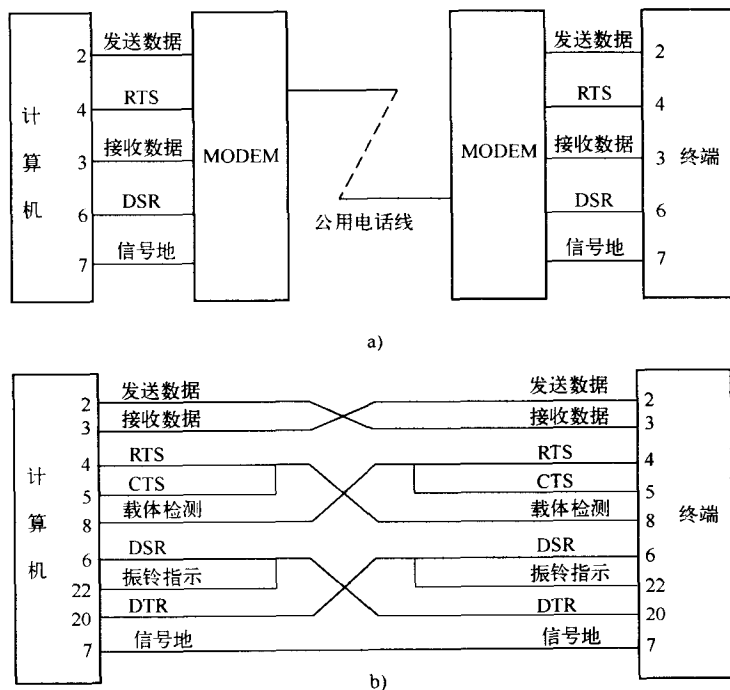 发送数据 发送数据
2 2
RTS RTS
4 4
计算机 接收数据 MODEM MODEM 接收数据 终端
3 3
DSR DSR
6 6
公用电话线
信号地 信号地
7 7
a)
发送数据 发送数据
2 2
接收数据 接收数据
3 3
RTS RTS
4 4
CTS CTS
5 5
计算机 载体检测 载体检测 终端
8 8
DSR DSR
6 6
振铃指示 振铃指示
22 22
DTR DTR
20 20
信号地 信号地
7 7
b)